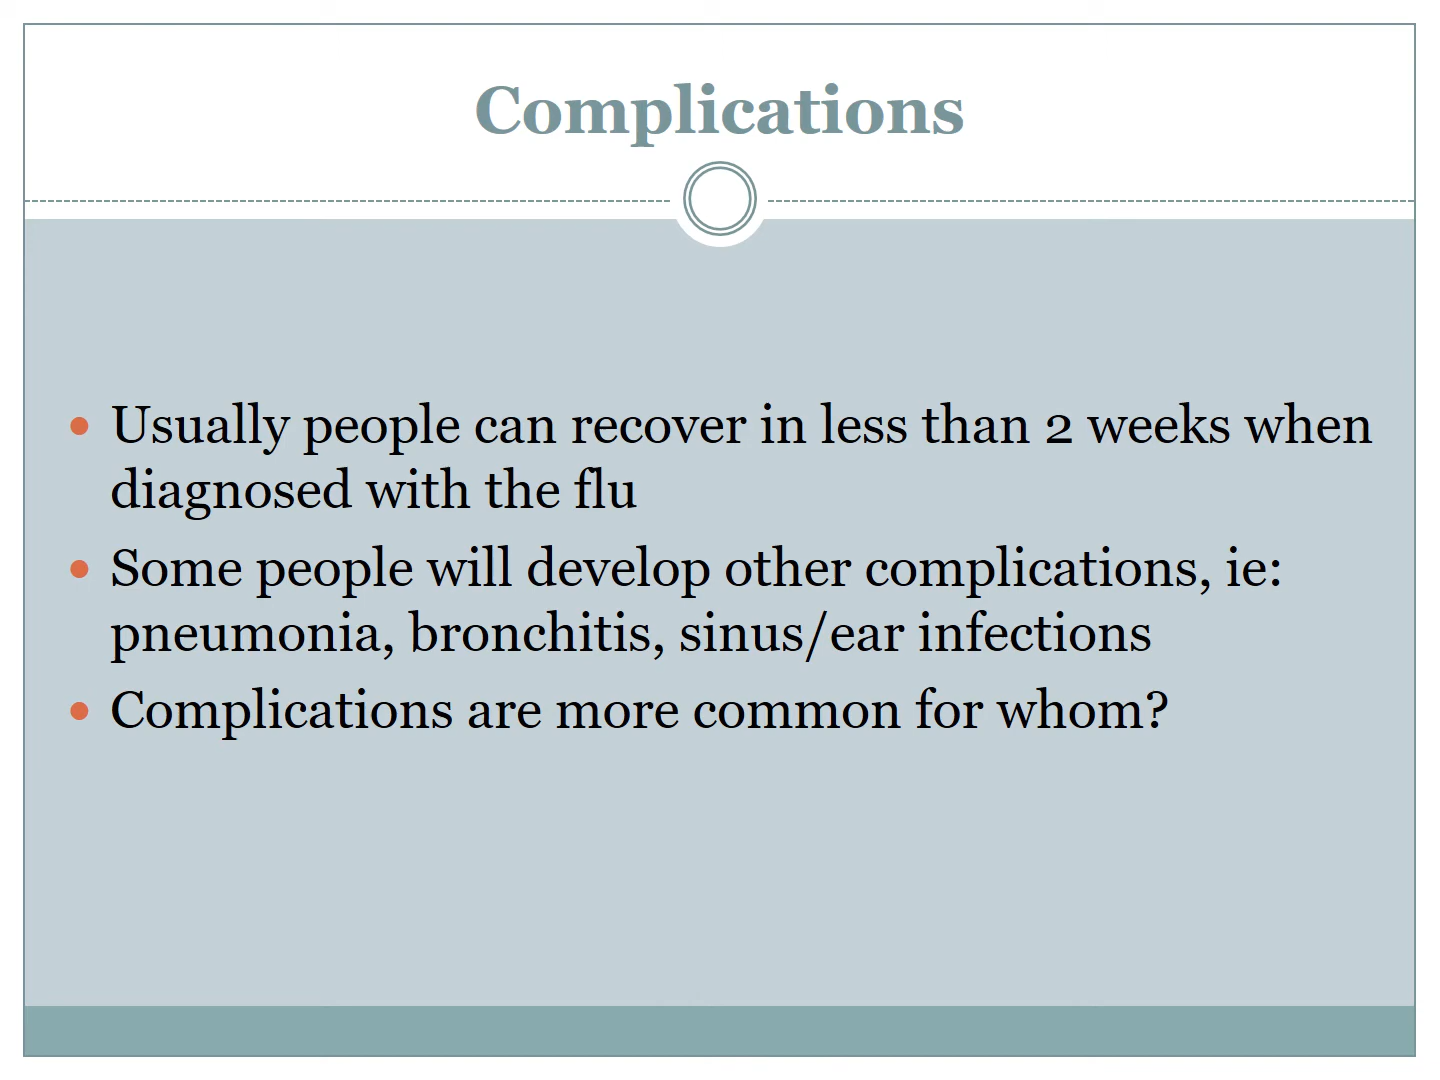 Complications
Usually people can recover in less than 2 weeks when
diagnosed with the flu
Some people will develop other complications, ie:
pneumonia, bronchitis, sinus/ear infections
Complications are more common for whom?